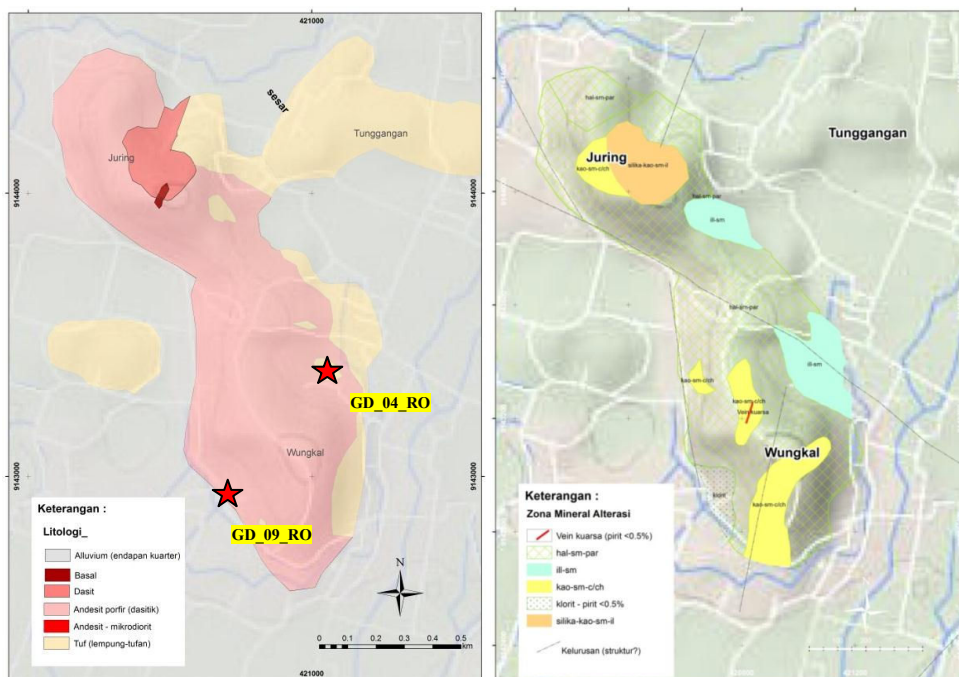 421000
sesar
Tunggangan
Juring
9144000
9144000
GD_04_RO
Wungkal
9143000
9143000
GD_09_RO
Keterangan :
Litologi_
Alluvium (endapan kuarter)
Basal
Dasit
Andesit porfir (dasitik)
Andesit - mikrodiorit
Tuf (lempung-tufan)
N
0 0.1 0.2 0.3 0.4 0.5
km
421000
hal-sm-par
Tunggangan
Juring
silika-kao-sm-il
kao-sm-c/ch
hal-sm-par
ill-sm
hal-sm-par
ill-sm
kao-sm-c/ch
kao-sm-c/ch
Vein kuarsa
Wungkal
kao-sm-c/ch
Keterangan :
Zona Mineral Alterasi
Vein kuarsa (pirit <0.5%)
hal-sm-par
ill-sm
kao-sm-c/ch
klorit - pirit <0.5%
silika-kao-sm-il
Kelurusan (struktur?)